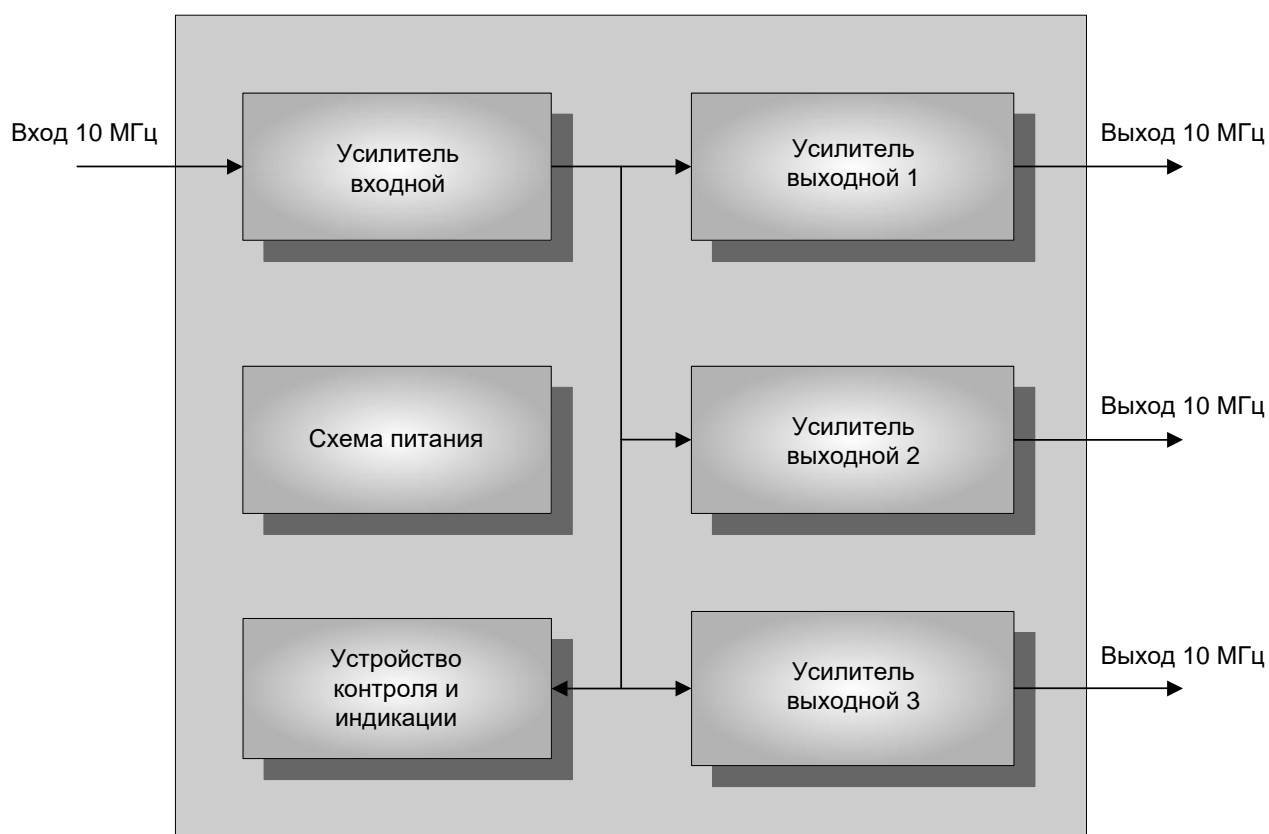 Вход 10 МГц
Усилитель
входной
Усилитель
выходной 1
Выход 10 МГц
Схема питания
Усилитель
выходной 2
Выход 10 МГц
Устройство
контроля и
индикации
Усилитель
выходной 3
Выход 10 МГц